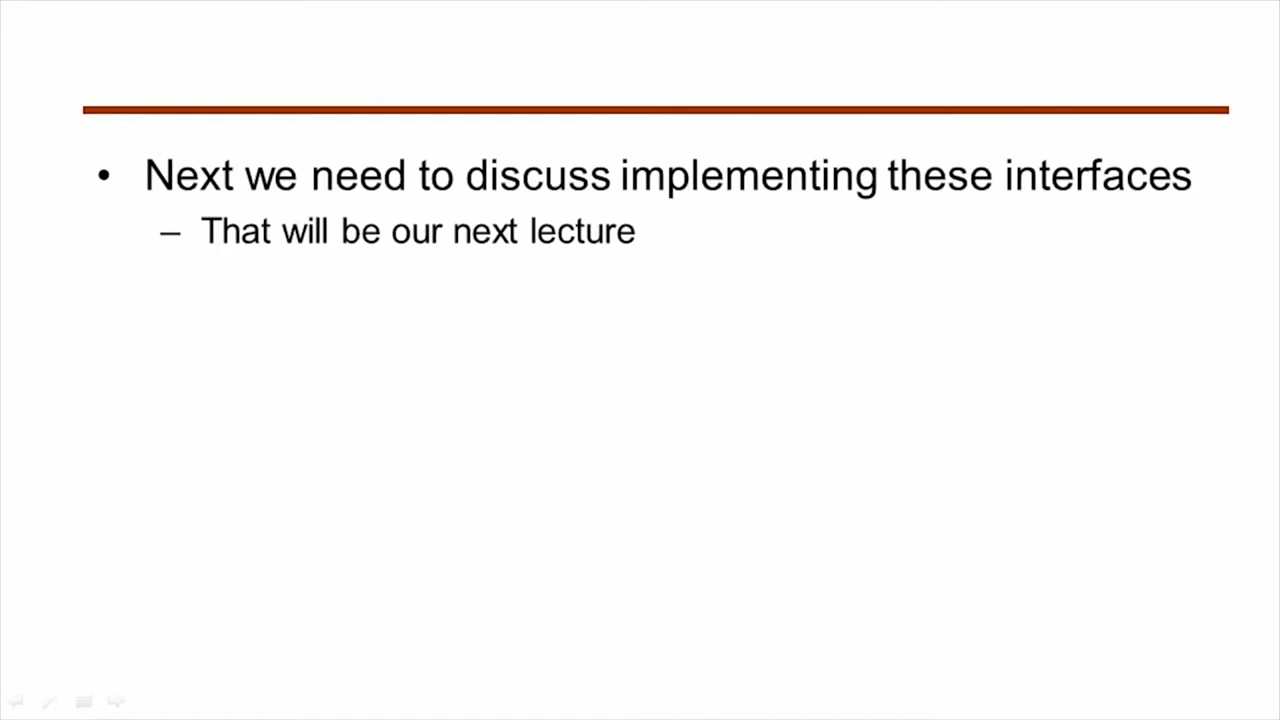 • Next we need to discuss implementing these interfaces
– That will be our next lecture